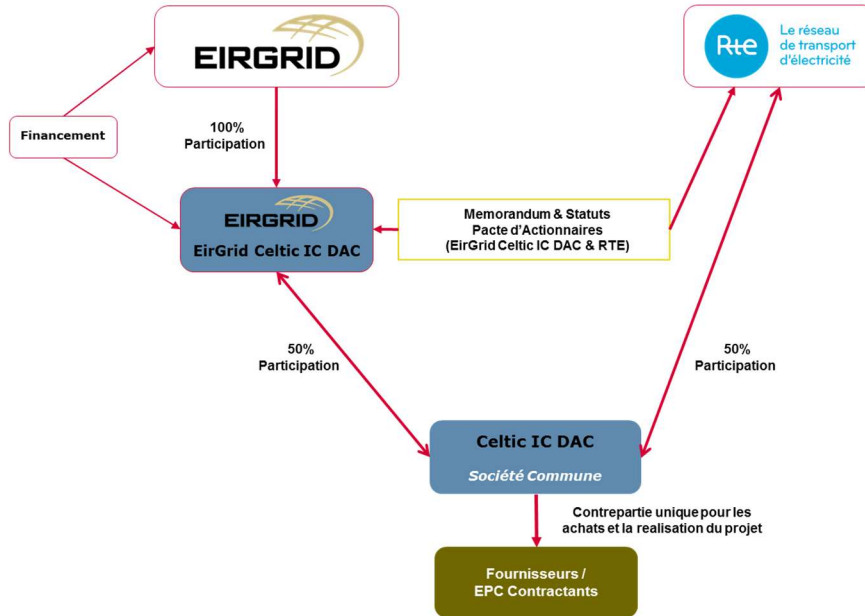 EIRGRID
Rte
Le réseau
de transport
d'électricité
Financement
100%
Participation
EIRGRID
EirGrid Celtic IC DAC
Memorandum & Statuts
Pacte d'Actionnaires
(EirGrid Celtic IC DAC & RTE)
50%
Participation
50%
Participation
Celtic IC DAC
Société Commune
Contrepartie unique pour les
achats et la realisation du projet
Fournisseurs /
EPC Contractants